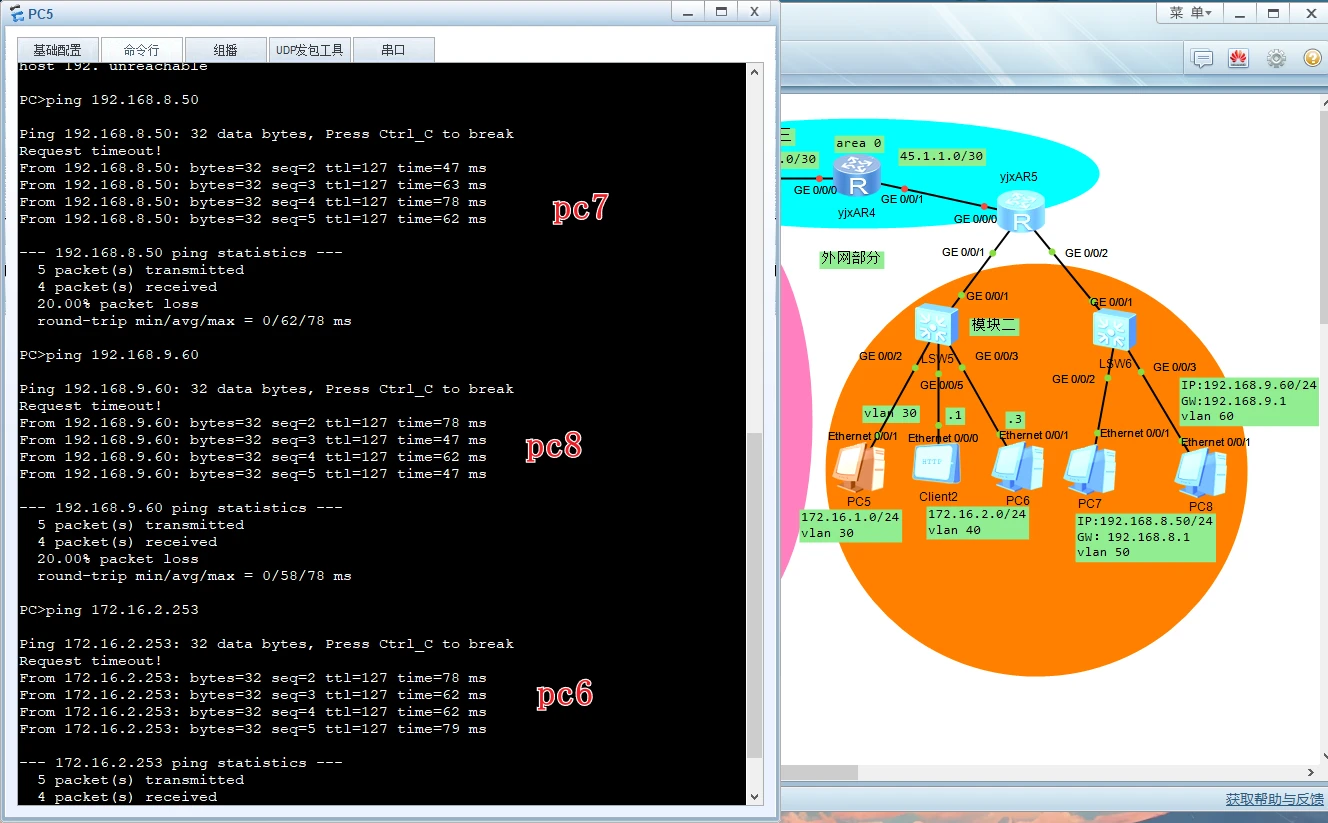 PC5
菜 单
基础配置
命令行
组播
UDP发包工具
串口
host 192. unreachable
PC>ping 192.168.8.50
Ping 192.168.8.50: 32 data bytes, Press Ctrl_C to break
Request timeout!
From 192.168.8.50: bytes=32 seq=2 ttl=127 time=47 ms
From 192.168.8.50: bytes=32 seq=3 ttl=127 time=63 ms
From 192.168.8.50: bytes=32 seq=4 ttl=127 time=78 ms
From 192.168.8.50: bytes=32 seq=5 ttl=127 time=62 ms
pc7
--- 192.168.8.50 ping statistics ---
5 packet(s) transmitted
4 packet(s) received
20.00% packet loss
round-trip min/avg/max = 0/62/78 ms
PC>ping 192.168.9.60
Ping 192.168.9.60: 32 data bytes, Press Ctrl_C to break
Request timeout!
From 192.168.9.60: bytes=32 seq=2 ttl=127 time=78 ms
From 192.168.9.60: bytes=32 seq=3 ttl=127 time=47 ms
From 192.168.9.60: bytes=32 seq=4 ttl=127 time=62 ms
From 192.168.9.60: bytes=32 seq=5 ttl=127 time=47 ms
pc8
--- 192.168.9.60 ping statistics ---
5 packet(s) transmitted
4 packet(s) received
20.00% packet loss
round-trip min/avg/max = 0/58/78 ms
PC>ping 172.16.2.253
Ping 172.16.2.253: 32 data bytes, Press Ctrl_C to break
Request timeout!
From 172.16.2.253: bytes=32 seq=2 ttl=127 time=78 ms
From 172.16.2.253: bytes=32 seq=3 ttl=127 time=62 ms
From 172.16.2.253: bytes=32 seq=4 ttl=127 time=62 ms
From 172.16.2.253: bytes=32 seq=5 ttl=127 time=79 ms
pc6
--- 172.16.2.253 ping statistics ---
5 packet(s) transmitted
4 packet(s) received
三
area 0
.0/30
45.1.1.0/30
GE 0/0/0
R
GE 0/0/1
yjxAR4
yjxAR5
GE 0/0/0
R
外网部分
GE 0/0/1
GE 0/0/2
GE 0/0/1
GE 0/0/1
模块二
LSW5
GE 0/0/2
GE 0/0/3
GE 0/0/5
LSW6
GE 0/0/2
GE 0/0/3
IP:192.168.9.60/24
GW:192.168.9.1
vlan 60
vlan 30
.1
.3
Ethernet 0/0/1
Ethernet 0/0/0
Ethernet 0/0/1
Ethernet 0/0/1
Ethernet 0/0/1
HTTP
PC5
Client2
PC6
PC7
PC8
172.16.1.0/24
vlan 30
172.16.2.0/24
vlan 40
IP:192.168.8.50/24
GW: 192.168.8.1
vlan 50
获取帮助与反馈